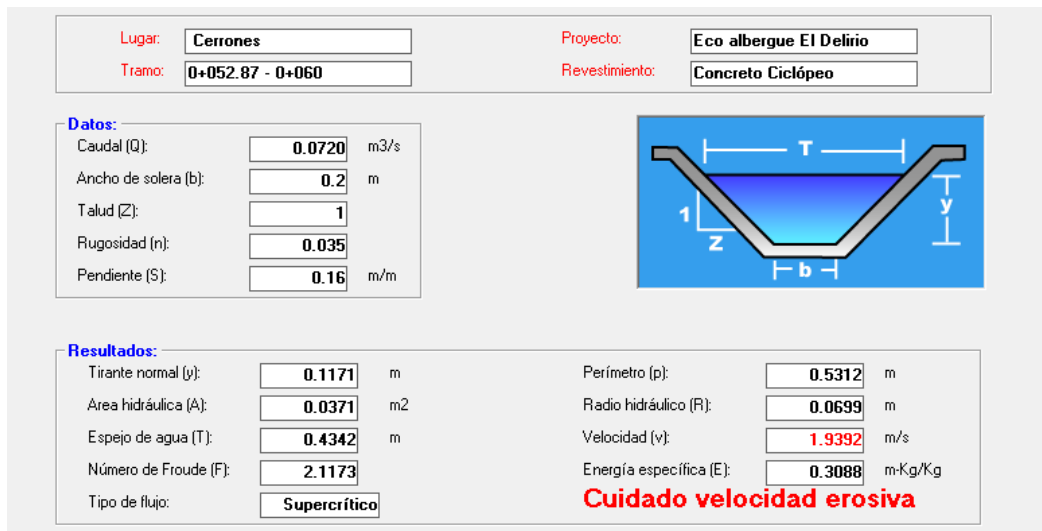 Lugar: Cerrones Proyecto: Eco albergue El Delirio
Tramo: 0+052.87 - 0+060 Revestimiento: Concreto Ciclópeo
Datos:
Caudal (Q): 0.0720 m3/s
Ancho de solera (b): 0.2 m
Talud (Z): 1
Rugosidad (n): 0.035
Pendiente (S): 0.16 m/m
T
y
1
Z
b
Resultados:
Tirante normal (y): 0.1171 m Perímetro (p): 0.5312 m
Area hidráulica (A): 0.0371 m2 Radio hidráulico (R): 0.0699 m
Espejo de agua (T): 0.4342 m Velocidad (v): 1.9392 m/s
Número de Froude (F): 2.1173 Energía específica (E): 0.3088 m-Kg/Kg
Tipo de flujo: Supercrítico Cuidado velocidad erosiva